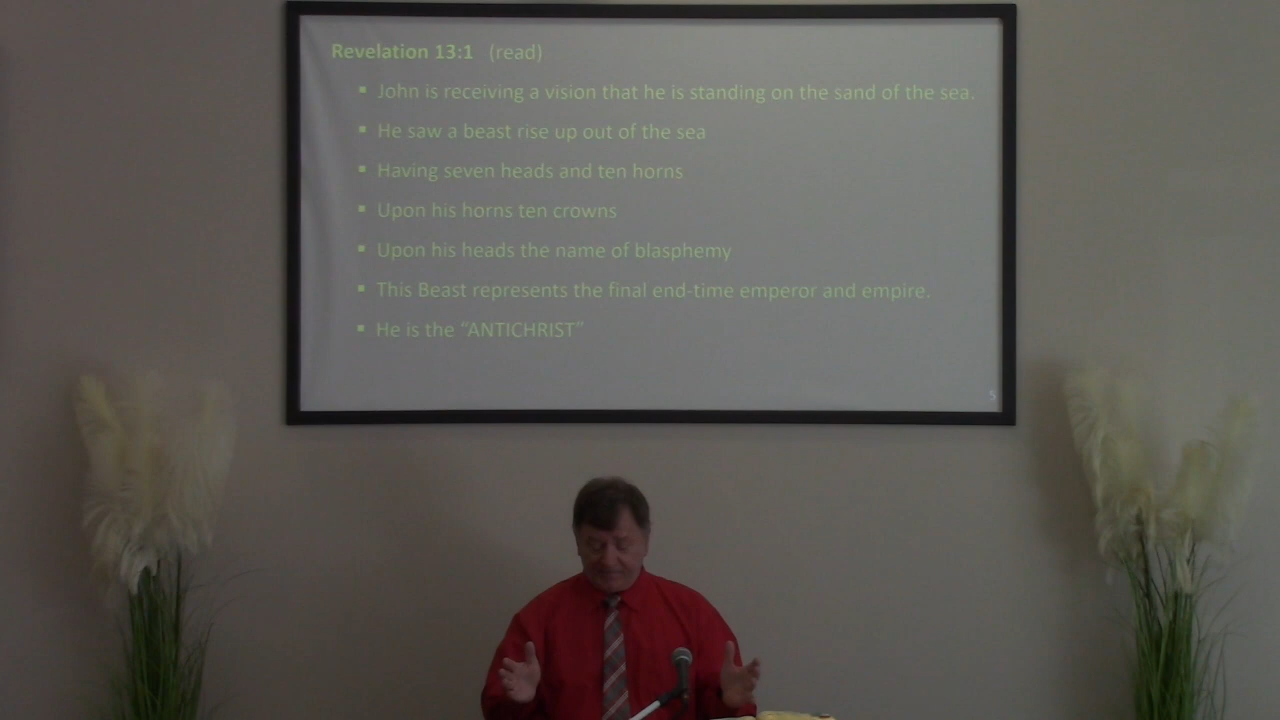 Revelation 13:1 (read)
▪ John is receiving a vision that he is standing on the sand of the sea.
▪ He saw a beast rise up out of the sea
▪ Having seven heads and ten horns
▪ Upon his horns ten crowns
▪ Upon his heads the name of blasphemy
▪ This Beast represents the final end-time emperor and empire.
▪ He is the “ANTICHRIST”
5